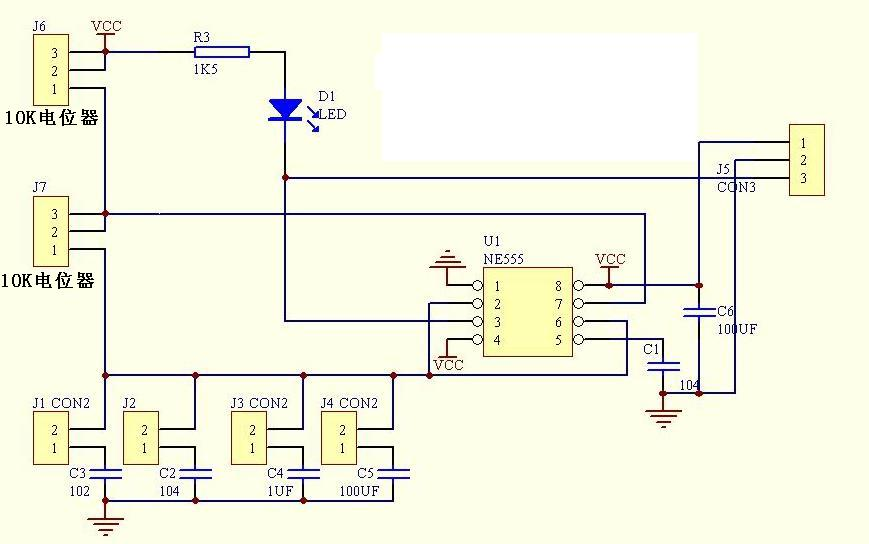 J6
VCC
3
2
1
10K电位器
R3
1K5
D1
LED
J7
3
2
1
10K电位器
J5
CON3
1
2
3
U1
NE555
1
2
3
4
8
7
6
5
VCC
VCC
C6
100UF
C1
104
J1 CON2
2
1
J2
2
1
J3 CON2
2
1
J4 CON2
2
1
C3
102
C2
104
C4
1UF
C5
100UF